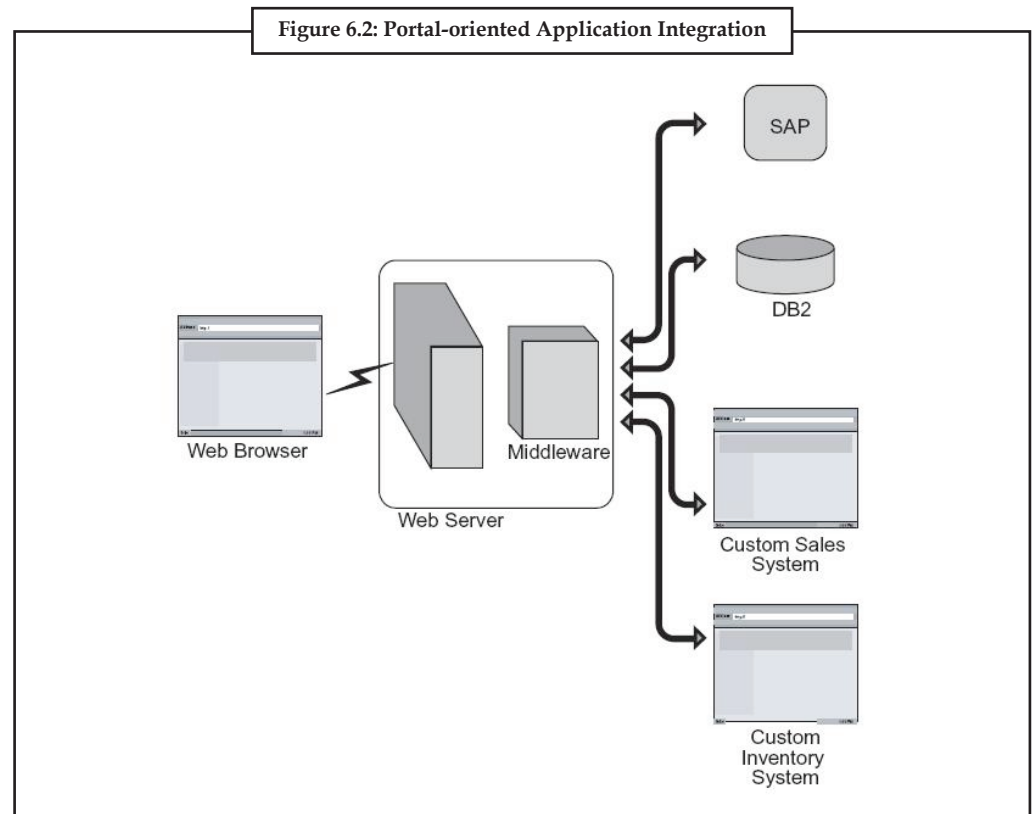 Figure 6.2: Portal-oriented Application Integration
SAP
DB2
Web Browser
Middleware
Web Server
Custom Sales
System
Custom
Inventory
System